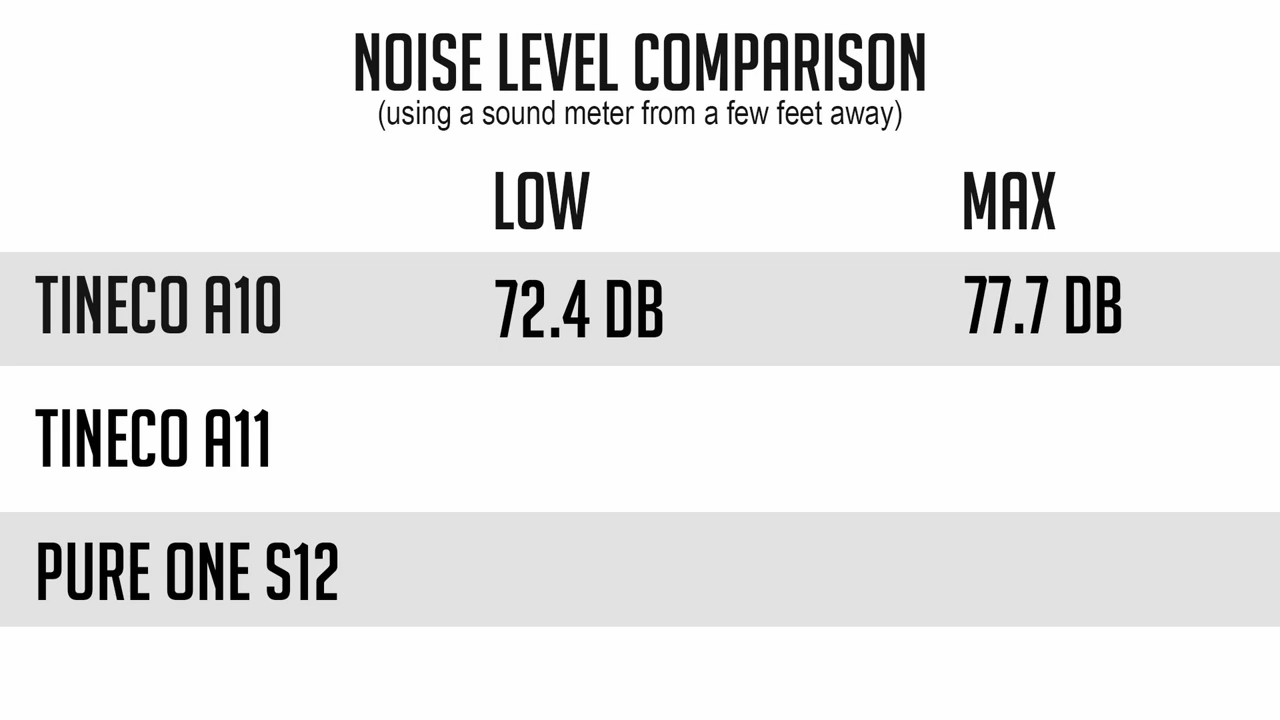 NOISE LEVEL COMPARISON
(using a sound meter from a few feet away)
LOW MAX
TINECO A10 72.4 DB 77.7 DB
TINECO A11
PURE ONE S12